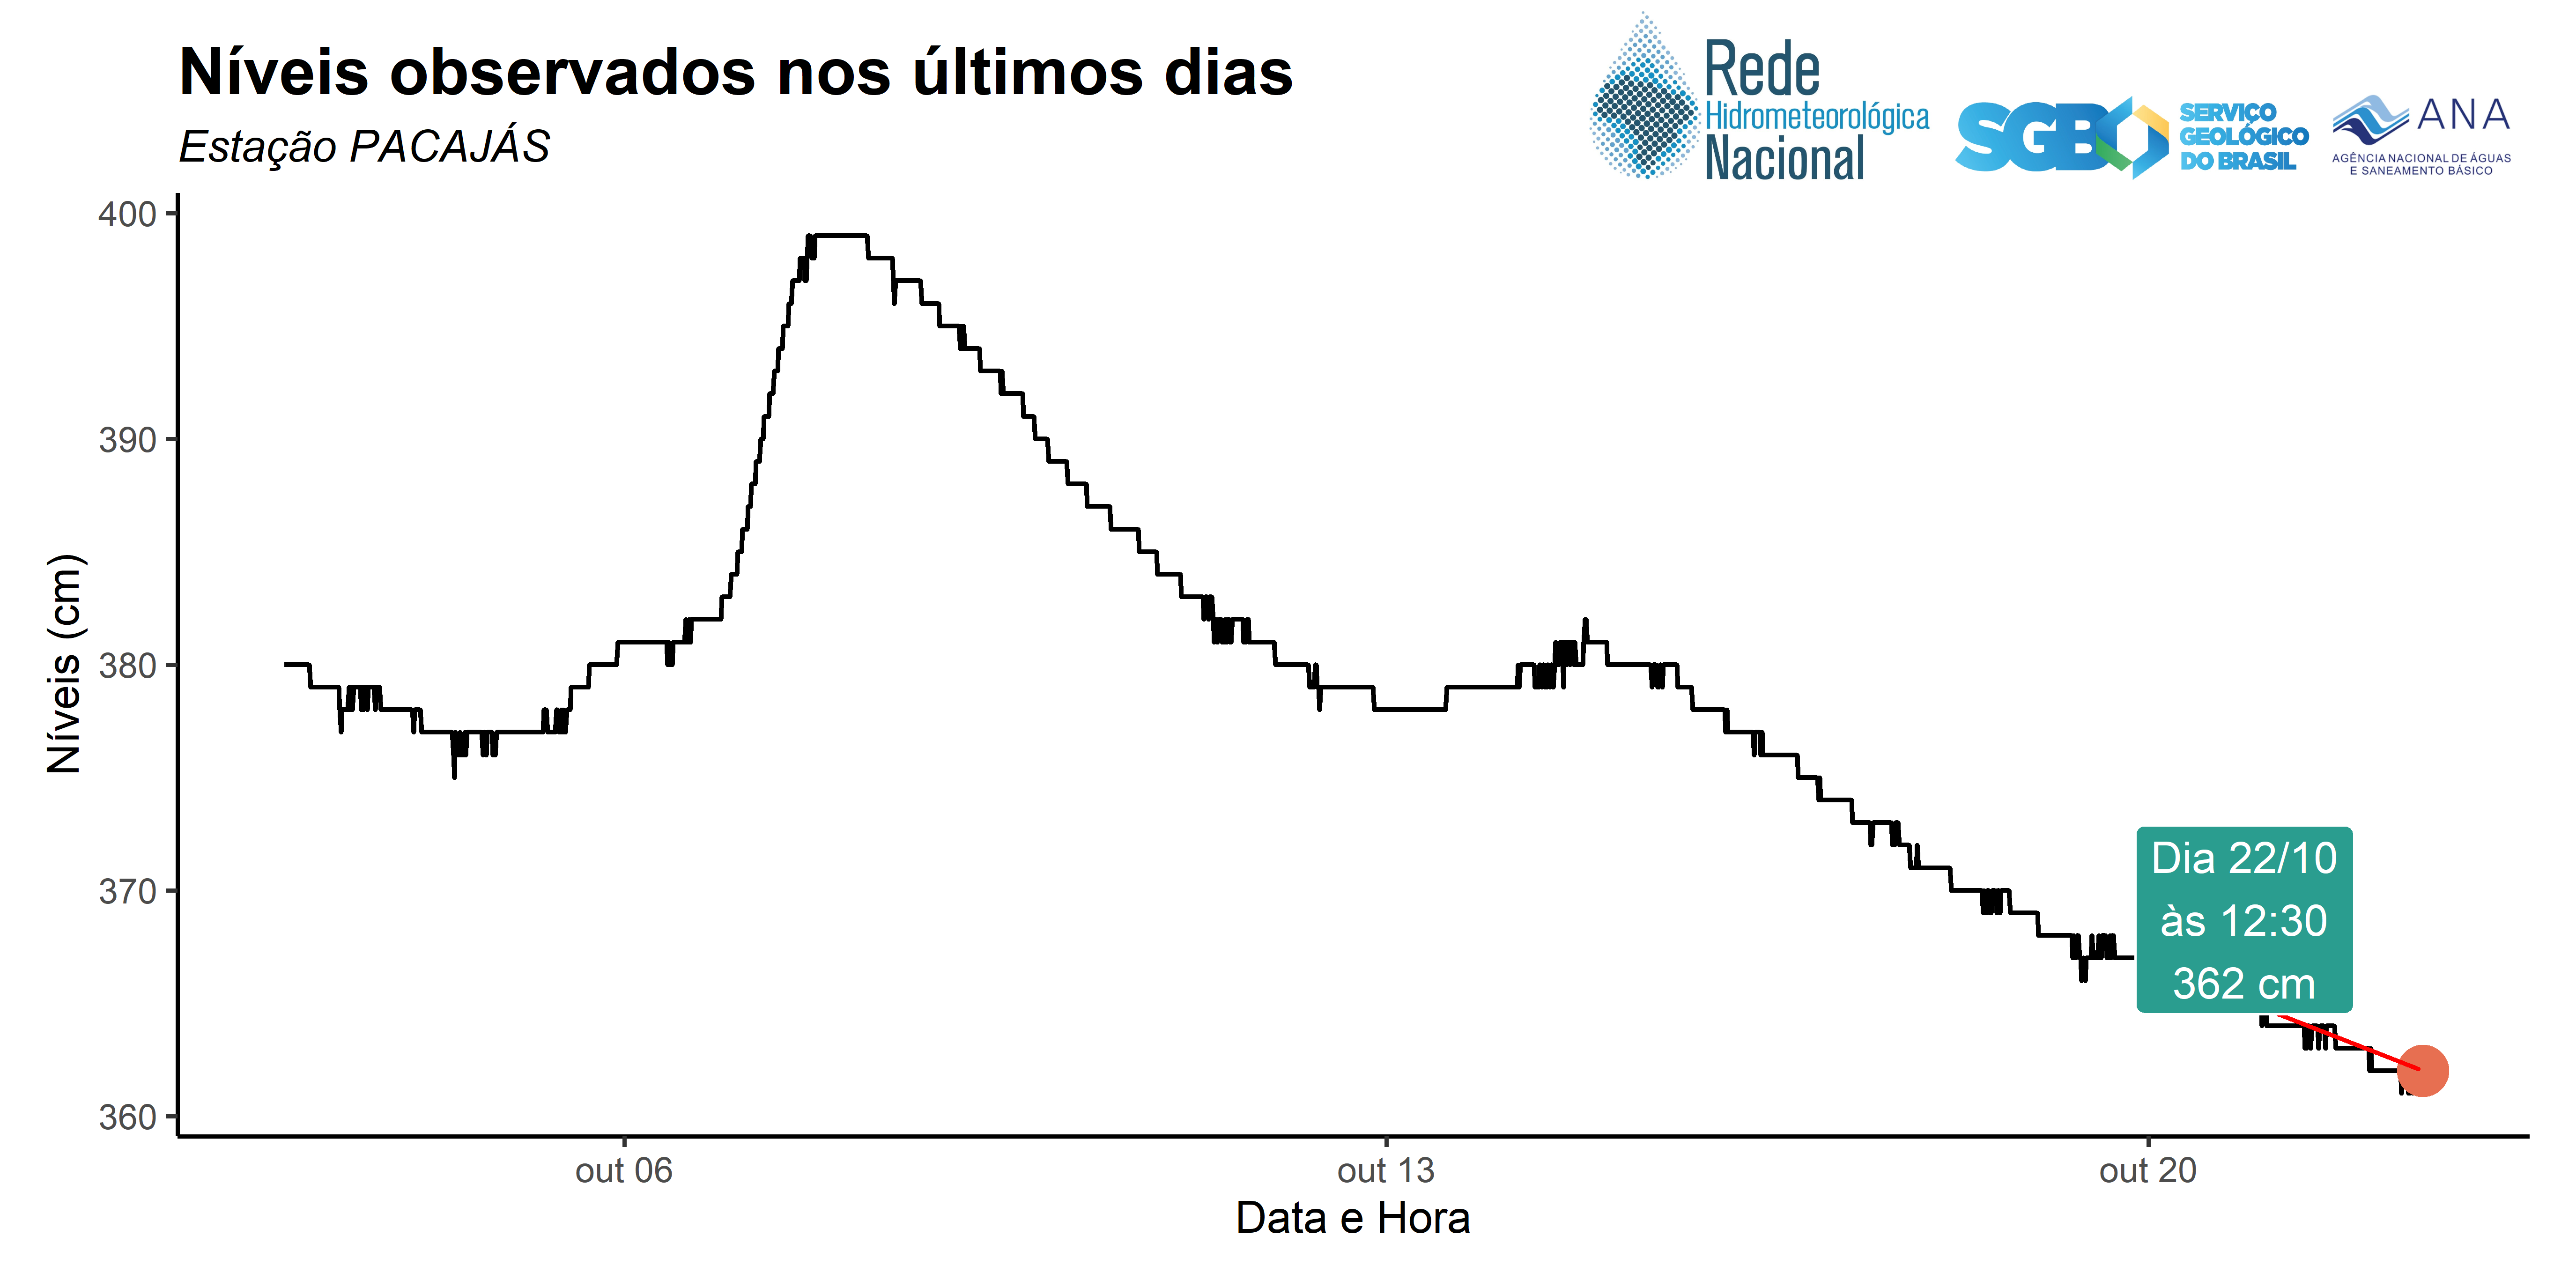 Níveis observados nos últimos dias
Estação PACAJÁS
Rede
Hidrometeorológica
Nacional
SGB
SERVIÇO
GEOLÓGICO
DO BRASIL
ANA
AGÊNCIA NACIONAL DE ÁGUAS
E SANEAMENTO BÁSICO
Níveis (cm)
400
390
380
370
360
Dia 22/10
às 12:30
362 cm
out 06
out 13
out 20
Data e Hora